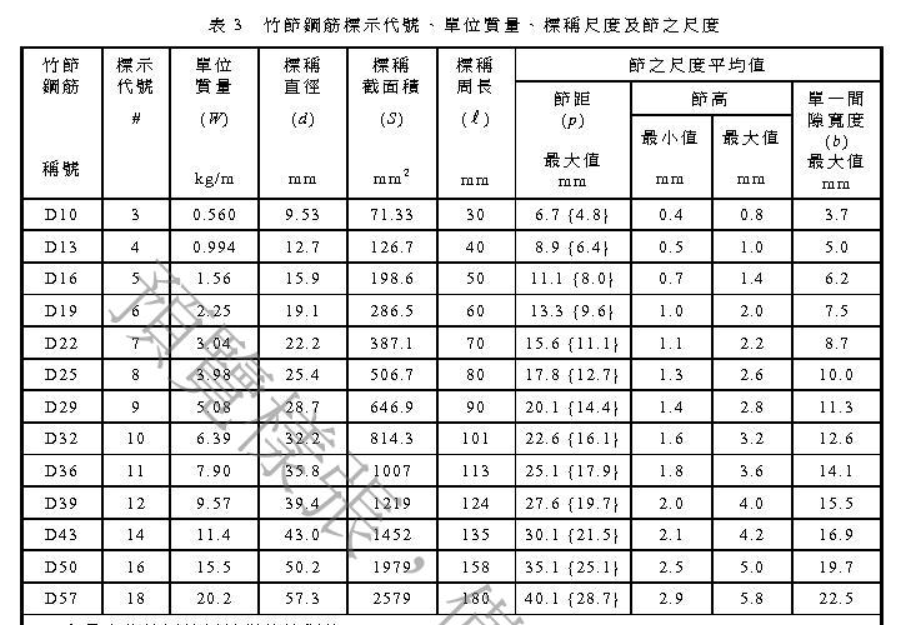 表 3 竹節鋼筋標示代號、單位質量、標稱尺度及節之尺度
竹節鋼筋 稱號 標示代號 # 單位質量 (W) kg/m 標稱直徑 (d) mm 標稱截面積 (S) mm² 標稱周長 (ℓ) mm 節之尺度平均值
節距 (p) 最大值 mm 節高 單一間隙寬度 (b) 最大值 mm
最小值 mm 最大值 mm
D10 3 0.560 9.53 71.33 30 6.7 {4.8} 0.4 0.8 3.7
D13 4 0.994 12.7 126.7 40 8.9 {6.4} 0.5 1.0 5.0
D16 5 1.56 15.9 198.6 50 11.1 {8.0} 0.7 1.4 6.2
D19 6 2.25 19.1 286.5 60 13.3 {9.6} 1.0 2.0 7.5
D22 7 3.04 22.2 387.1 70 15.6 {11.1} 1.1 2.2 8.7
D25 8 3.98 25.4 506.7 80 17.8 {12.7} 1.3 2.6 10.0
D29 9 5.08 28.7 646.9 90 20.1 {14.4} 1.4 2.8 11.3
D32 10 6.39 32.2 814.3 101 22.6 {16.1} 1.6 3.2 12.6
D36 11 7.90 35.8 1007 113 25.1 {17.9} 1.8 3.6 14.1
D39 12 9.57 39.4 1219 124 27.6 {19.7} 2.0 4.0 15.5
D43 14 11.4 43.0 1452 135 30.1 {21.5} 2.1 4.2 16.9
D50 16 15.5 50.2 1979 158 35.1 {25.1} 2.5 5.0 19.7
D57 18 20.2 57.3 2579 180 40.1 {28.7} 2.9 5.8 22.5
預覽樣張，